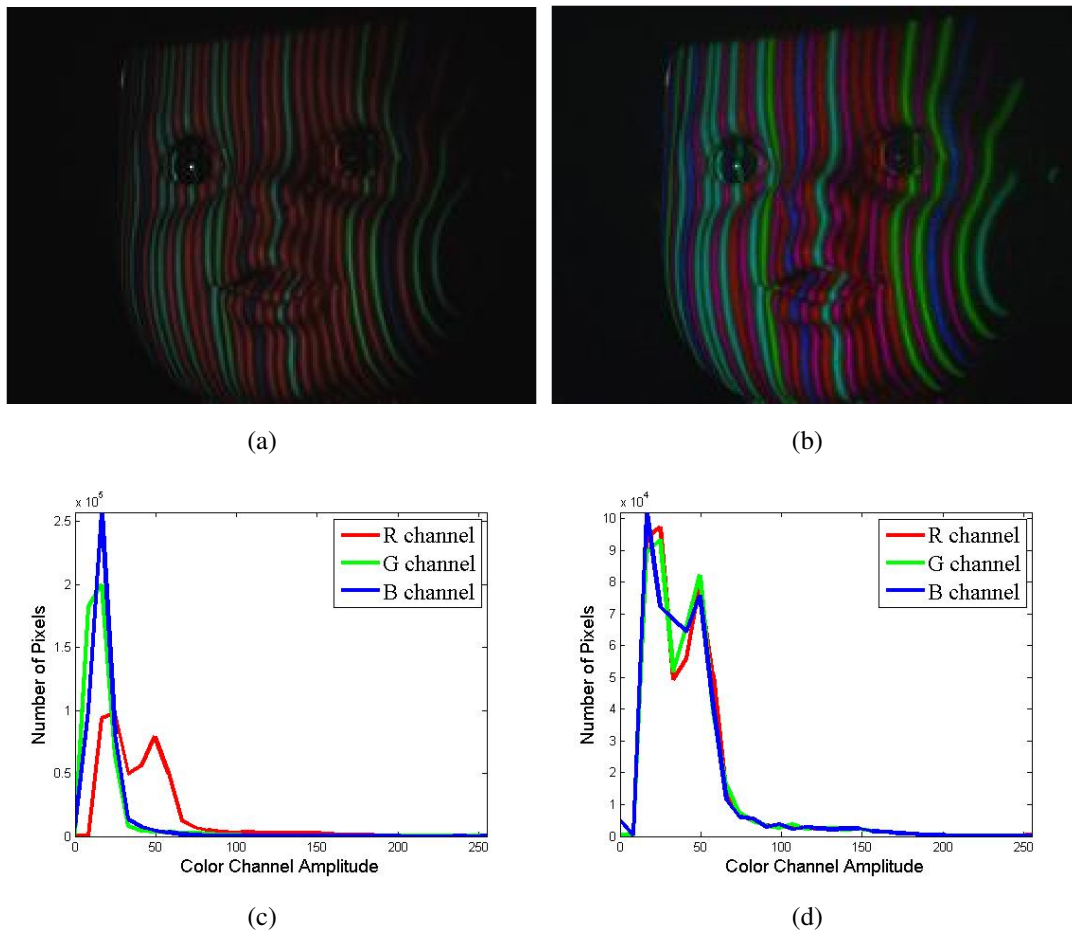 (a)
(b)
x 10^5
2.5
2
1.5
1
0.5
0
0
50
100
150
200
250
Number of Pixels
Color Channel Amplitude
R channel
G channel
B channel
(c)
x 10^4
10
9
8
7
6
5
4
3
2
1
0
0
50
100
150
200
250
Number of Pixels
Color Channel Amplitude
R channel
G channel
B channel
(d)